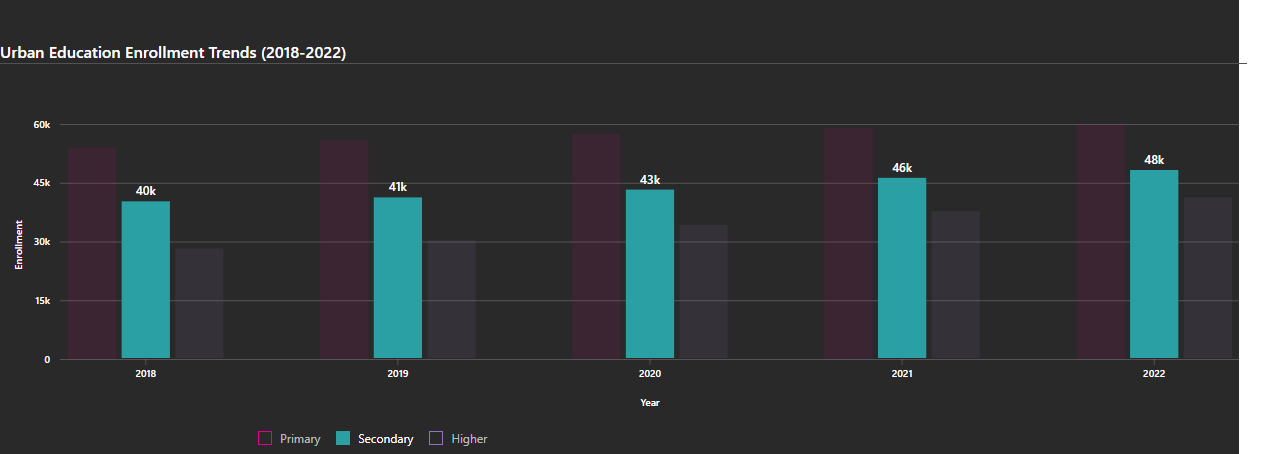 Urban Education Enrollment Trends (2018-2022)
60k
45k
30k
15k
0
Enrollment
40k
41k
43k
46k
48k
2018 2019 2020 2021 2022
Year
Primary Secondary Higher